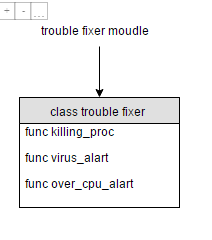 + - ...
trouble fixer moudle
class trouble fixer
func killing_proc
func virus_alart
func over_cpu_alart